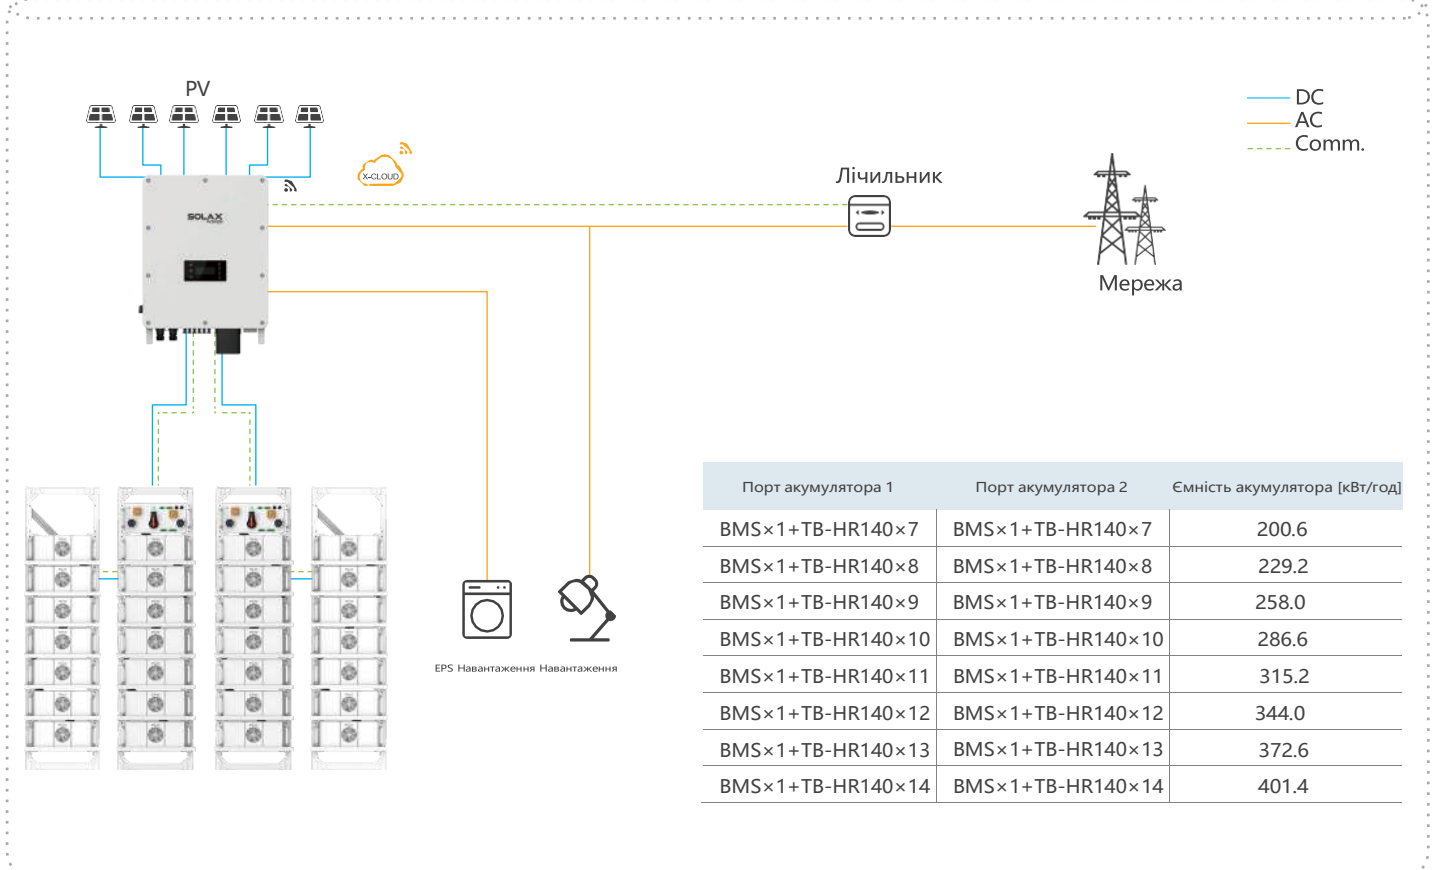 PV
DC
AC
Comm.
X-CLOUD
Лічильник
SOLAX
POWER
Мережа
Порт акумулятора 1 Порт акумулятора 2 Ємність акумулятора [кВт/год]
BMS×1+TB-HR140×7 BMS×1+TB-HR140×7 200.6
BMS×1+TB-HR140×8 BMS×1+TB-HR140×8 229.2
BMS×1+TB-HR140×9 BMS×1+TB-HR140×9 258.0
BMS×1+TB-HR140×10 BMS×1+TB-HR140×10 286.6
BMS×1+TB-HR140×11 BMS×1+TB-HR140×11 315.2
BMS×1+TB-HR140×12 BMS×1+TB-HR140×12 344.0
BMS×1+TB-HR140×13 BMS×1+TB-HR140×13 372.6
BMS×1+TB-HR140×14 BMS×1+TB-HR140×14 401.4
EPS Навантаження Навантаження